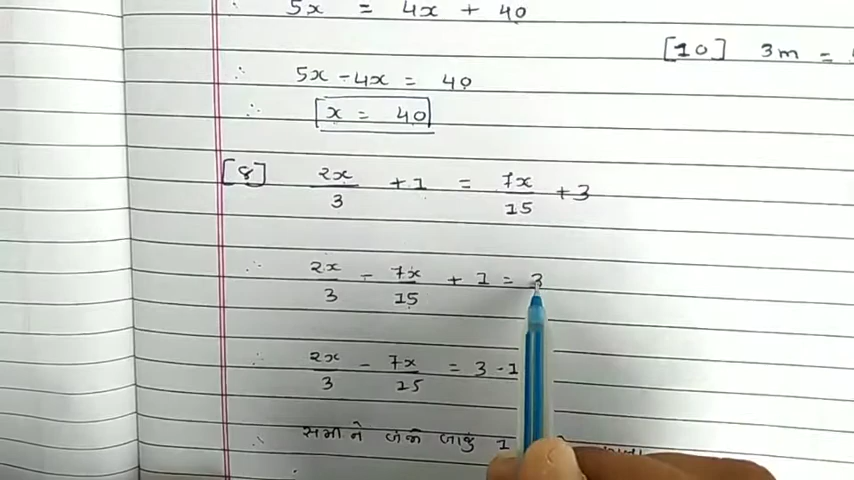 ∴ 5x = 4x + 40
[10] 3m =
∴ 5x - 4x = 40
∴ x = 40
[8] 2x/3 + 1 = 7x/15 + 3
∴ 2x/3 - 7x/15 + 1 = 3
∴ 2x/3 - 7x/15 = 3 - 1
∴ 1